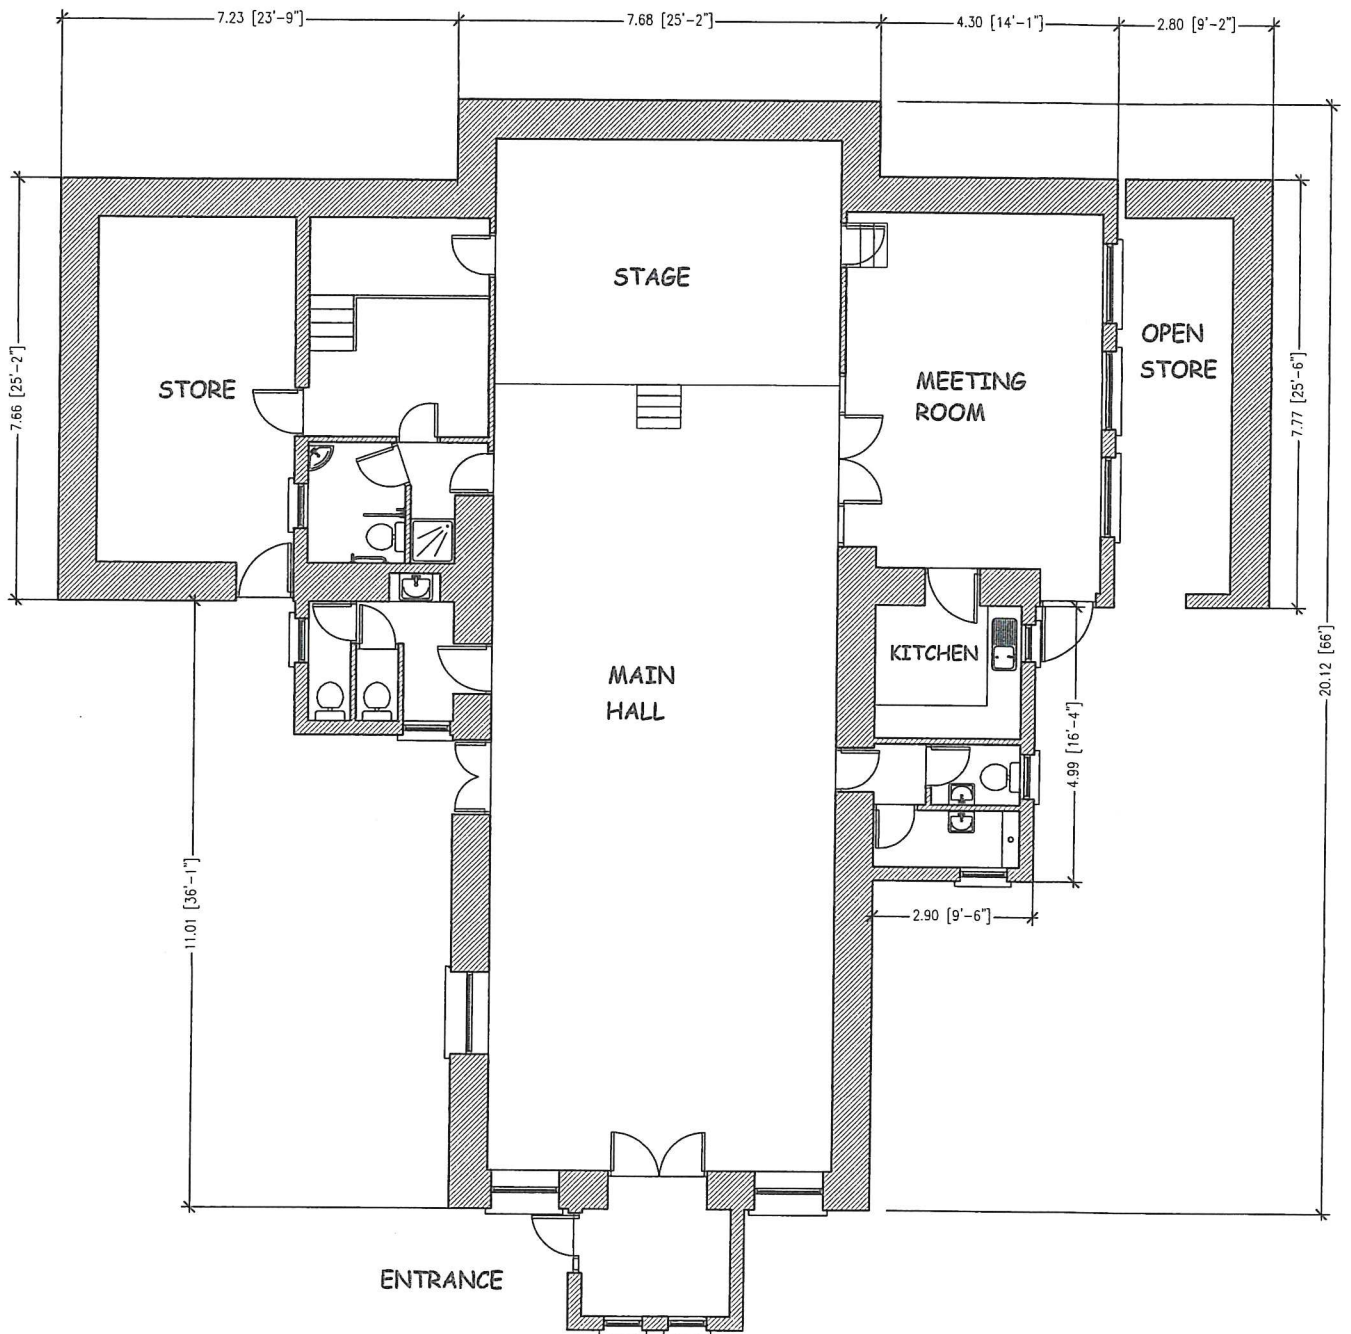 7.23 [23'-9"]
7.68 [25'-2"]
4.30 [14'-1"]
2.80 [9'-2"]
STAGE
OPEN
STORE
STORE
MEETING
ROOM
7.66 [25'-2"]
7.77 [25'-6"]
KITCHEN
MAIN
HALL
20.12 [66']
4.99 [16'-4"]
11.01 [36'-1"]
2.90 [9'-6"]
ENTRANCE